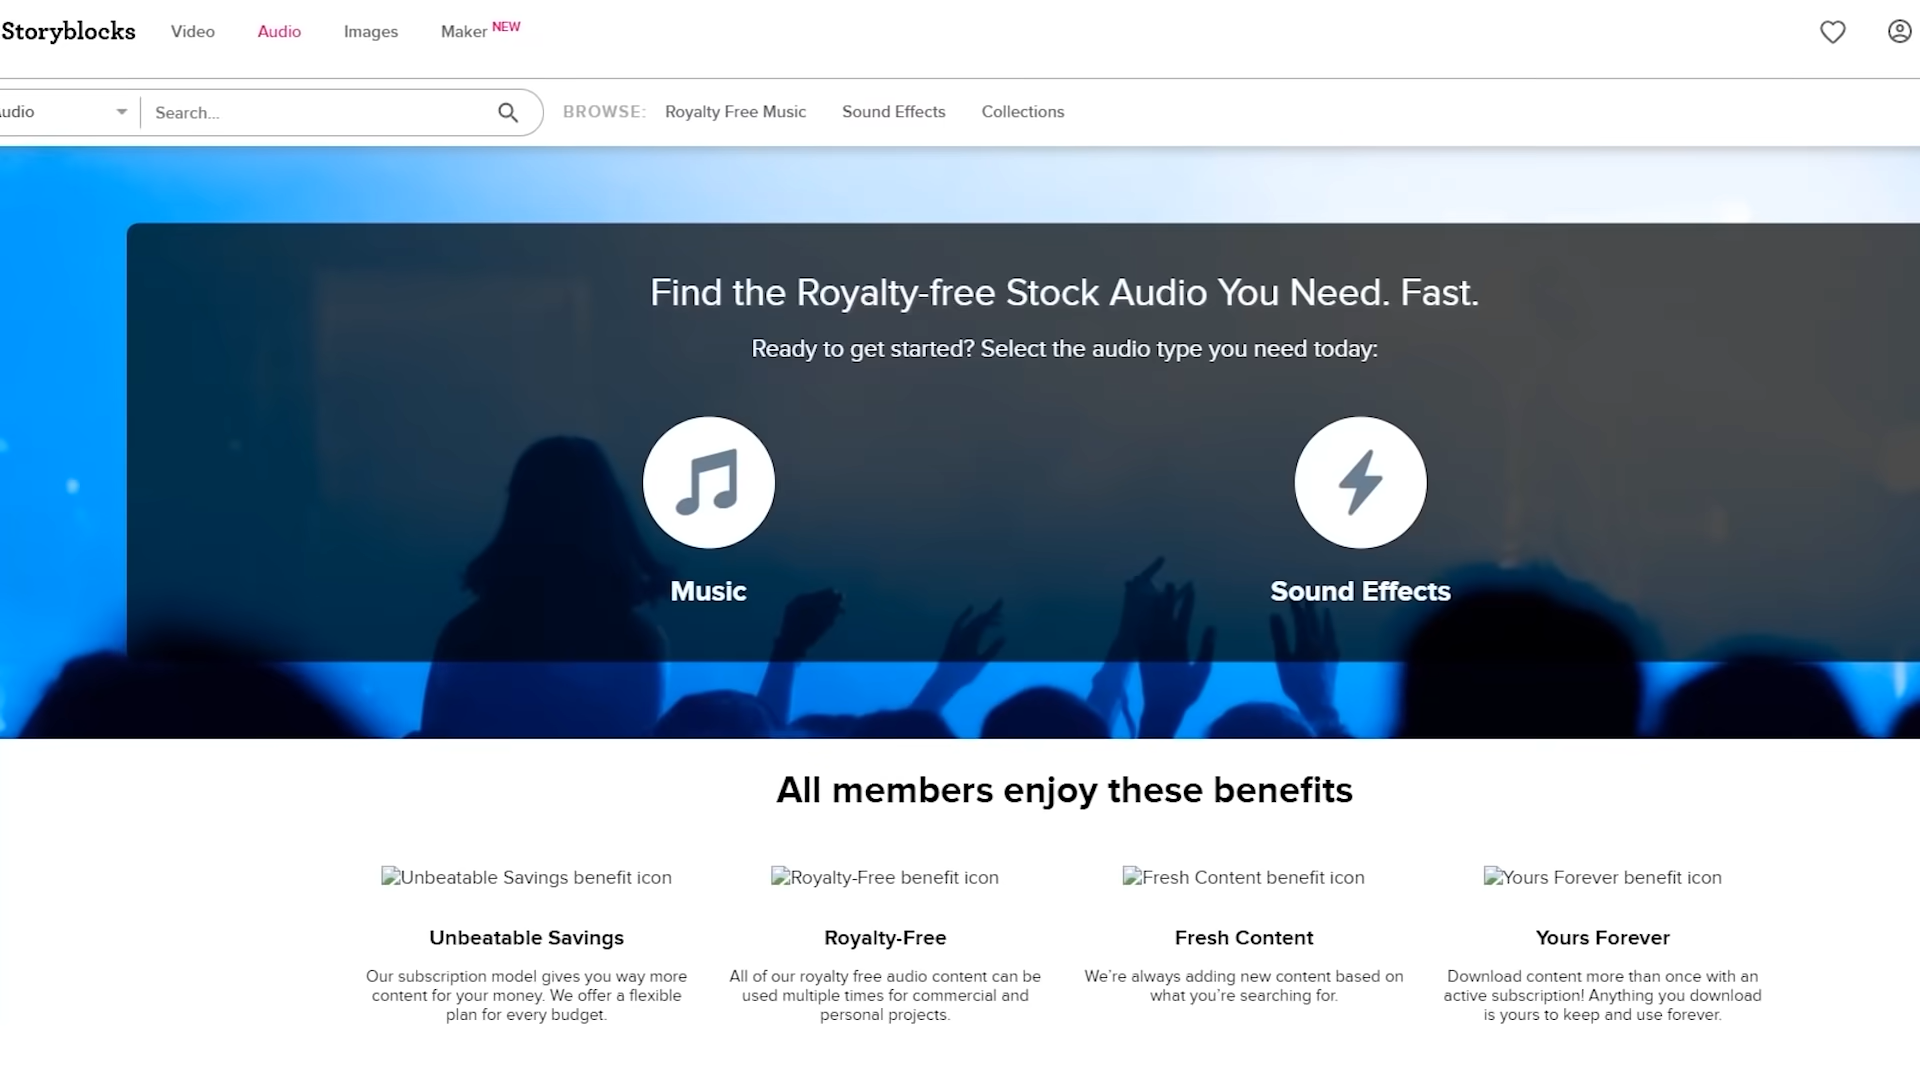 Storyblocks
Video
Audio
Images
Maker NEW
udio
Search...
BROWSE:
Royalty Free Music
Sound Effects
Collections
Find the Royalty-free Stock Audio You Need. Fast.
Ready to get started? Select the audio type you need today:
Music
Sound Effects
All members enjoy these benefits
Unbeatable Savings benefit icon
Royalty-Free benefit icon
Fresh Content benefit icon
Yours Forever benefit icon
Unbeatable Savings
Our subscription model gives you way more
content for your money. We offer a flexible
plan for every budget.
Royalty-Free
All of our royalty free audio content can be
used multiple times for commercial and
personal projects.
Fresh Content
We’re always adding new content based on
what you’re searching for.
Yours Forever
Download content more than once with an
active subscription! Anything you download
is yours to keep and use forever.